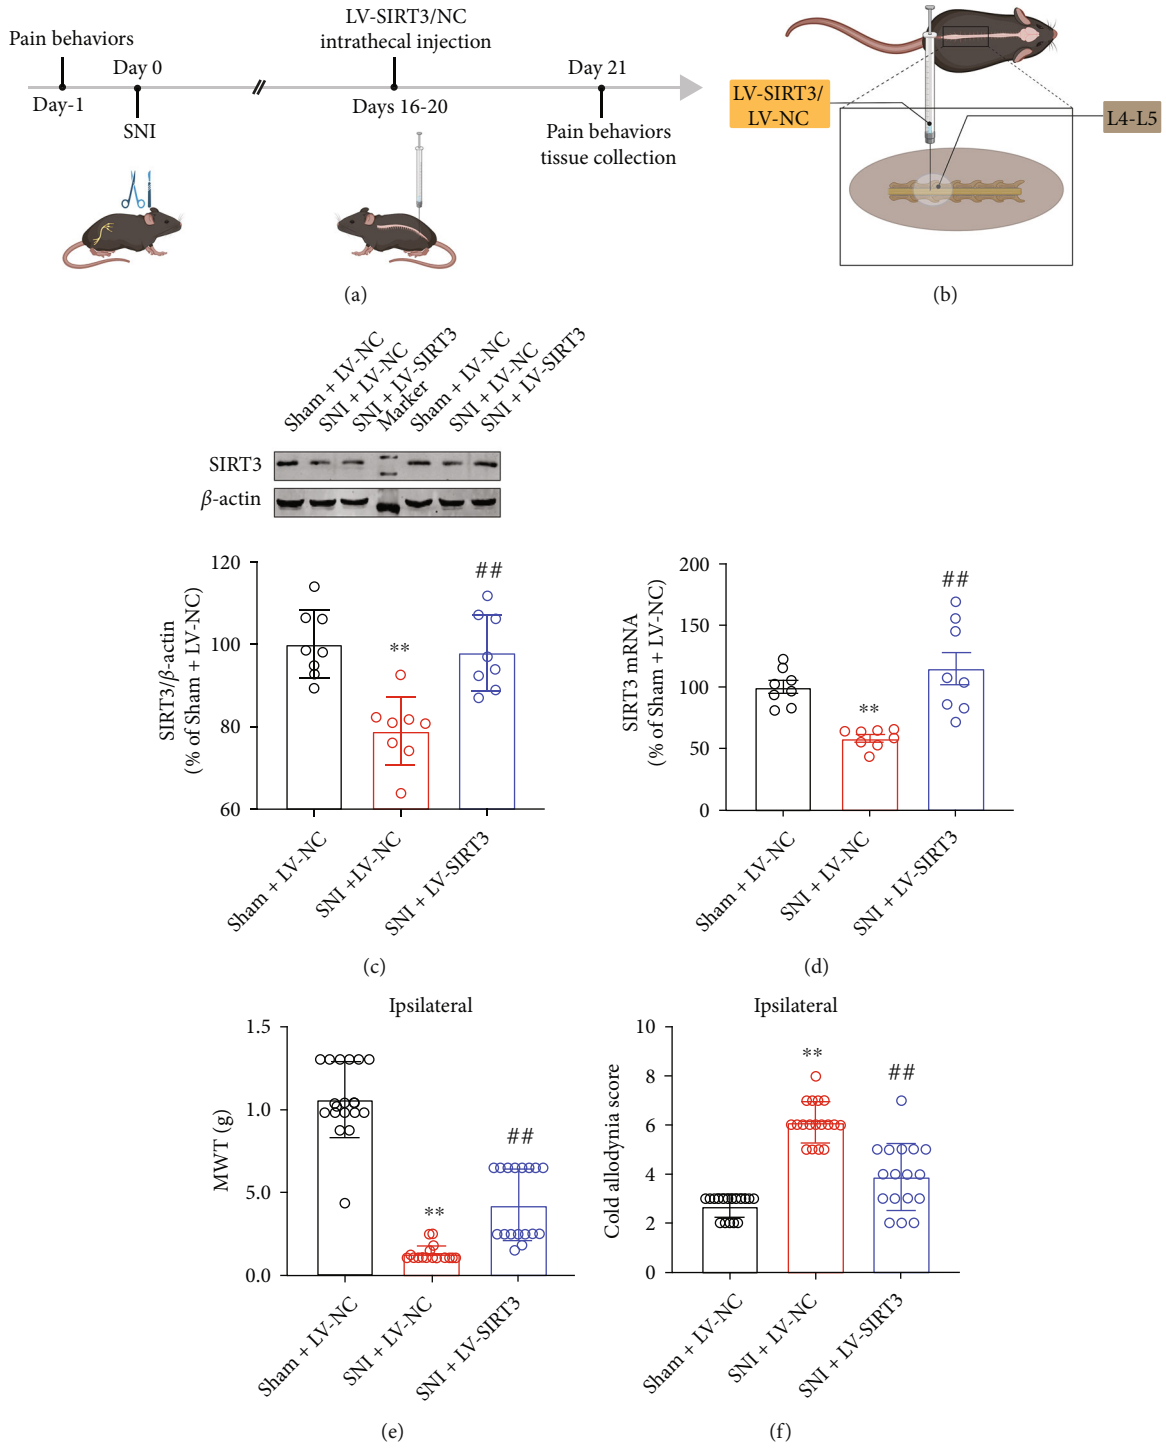 Pain behaviors
Day-1
Day 0
SNI
LV-SIRT3/NC
intrathecal injection
Days 16-20
Day 21
Pain behaviors
tissue collection
(a)
LV-SIRT3/
LV-NC
L4-L5
(b)
Sham + LV-NC
SNI + LV-NC
SNI + LV-SIRT3
Marker
Sham + LV-NC
SNI + LV-NC
SNI + LV-SIRT3
SIRT3
β-actin
SIRT3/β-actin
(% of Sham + LV-NC)
120
100
80
60
**
##
Sham + LV-NC
SNI +LV-NC
SNI + LV-SIRT3
(c)
SIRT3 mRNA
(% of Sham + LV-NC)
200
150
100
50
0
**
##
Sham + LV-NC
SNI + LV-NC
SNI + LV-SIRT3
(d)
Ipsilateral
MWT (g)
1.5
1.0
5.0
0.0
**
##
Sham + LV-NC
SNI + LV-NC
SNI + LV-SIRT3
(e)
Ipsilateral
Cold allodynia score
10
8
6
4
2
0
**
##
Sham + LV-NC
SNI + LV-NC
SNI + LV-SIRT3
(f)